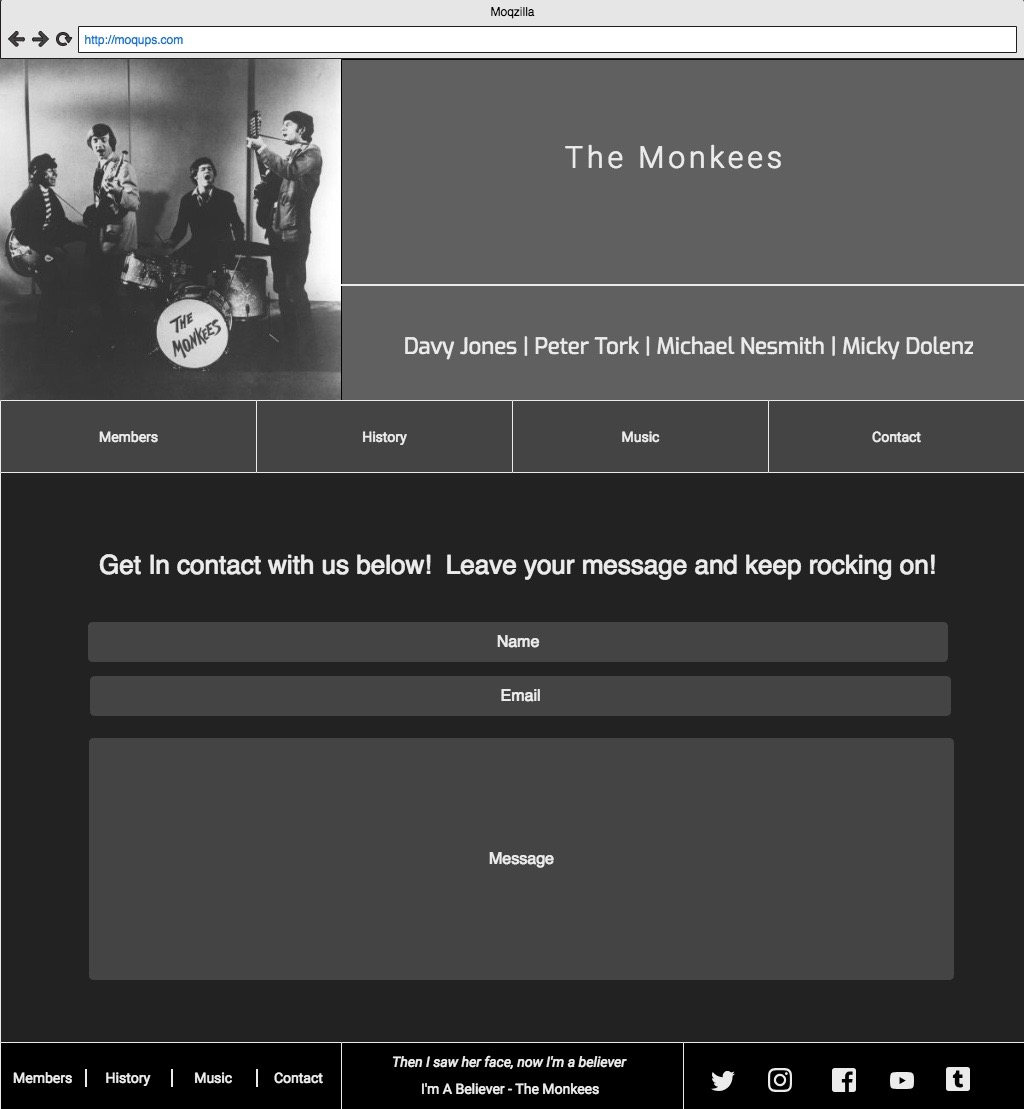 Moqzilla
http://moqups.com
The Monkees
THE
MONKEES
Davy Jones | Peter Tork | Michael Nesmith | Micky Dolenz
Members
History
Music
Contact
Get In contact with us below!  Leave your message and keep rocking on!
Name
Email
Message
Members | History | Music | Contact
Then I saw her face, now I'm a believer
I'm A Believer - The Monkees